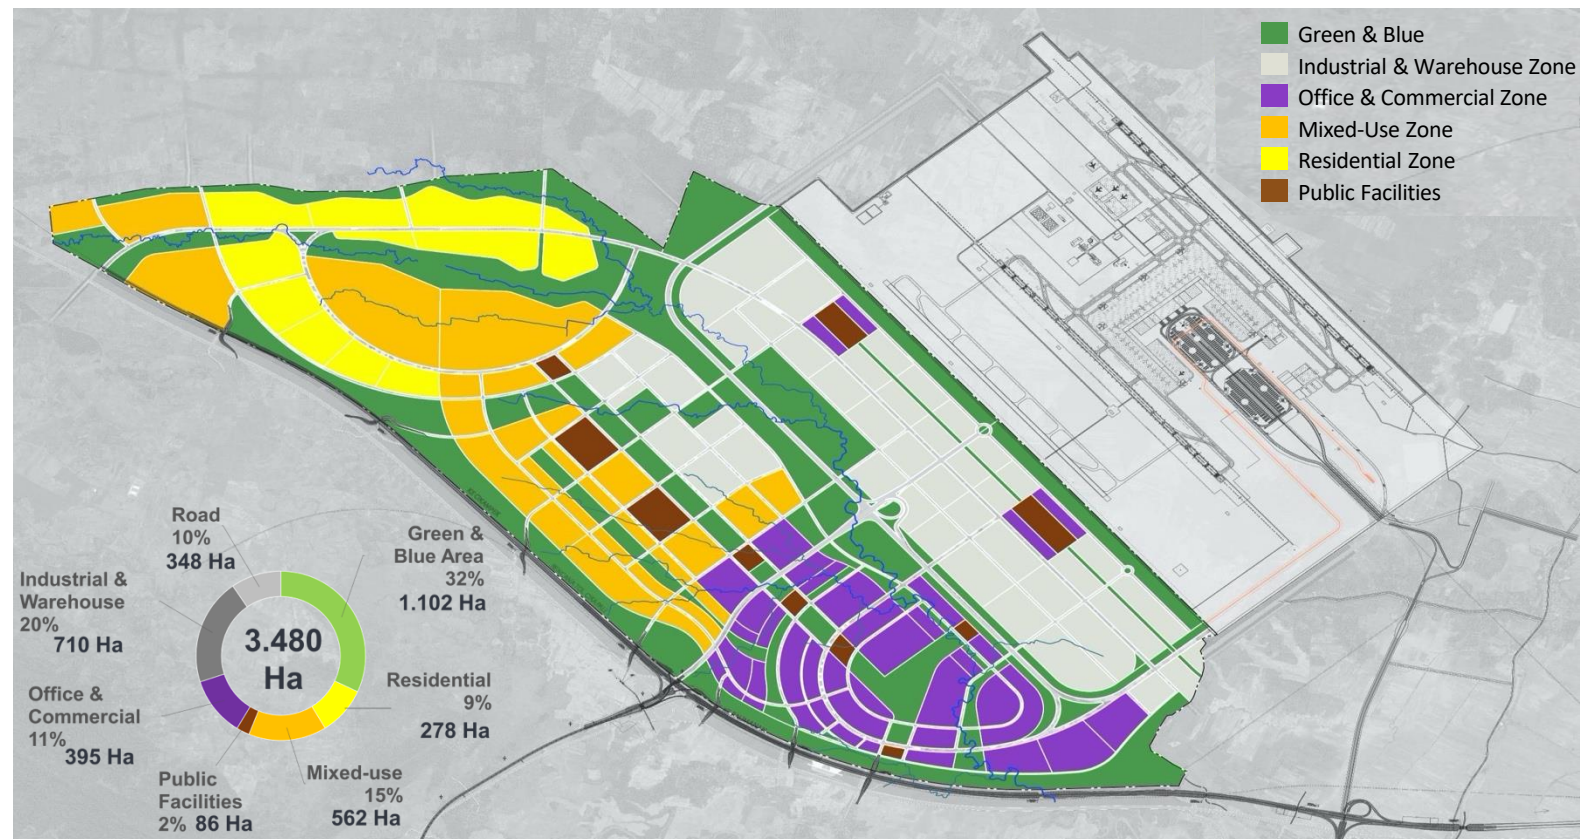 Green & Blue
Industrial & Warehouse Zone
Office & Commercial Zone
Mixed-Use Zone
Residential Zone
Public Facilities
Road
10%
348 Ha
Green &
Blue Area
32%
1.102 Ha
Industrial &
Warehouse
20%
710 Ha
3.480
Ha
Residential
9%
278 Ha
Office &
Commercial
11%
395 Ha
Public
Facilities
2% 86 Ha
Mixed-use
15%
562 Ha